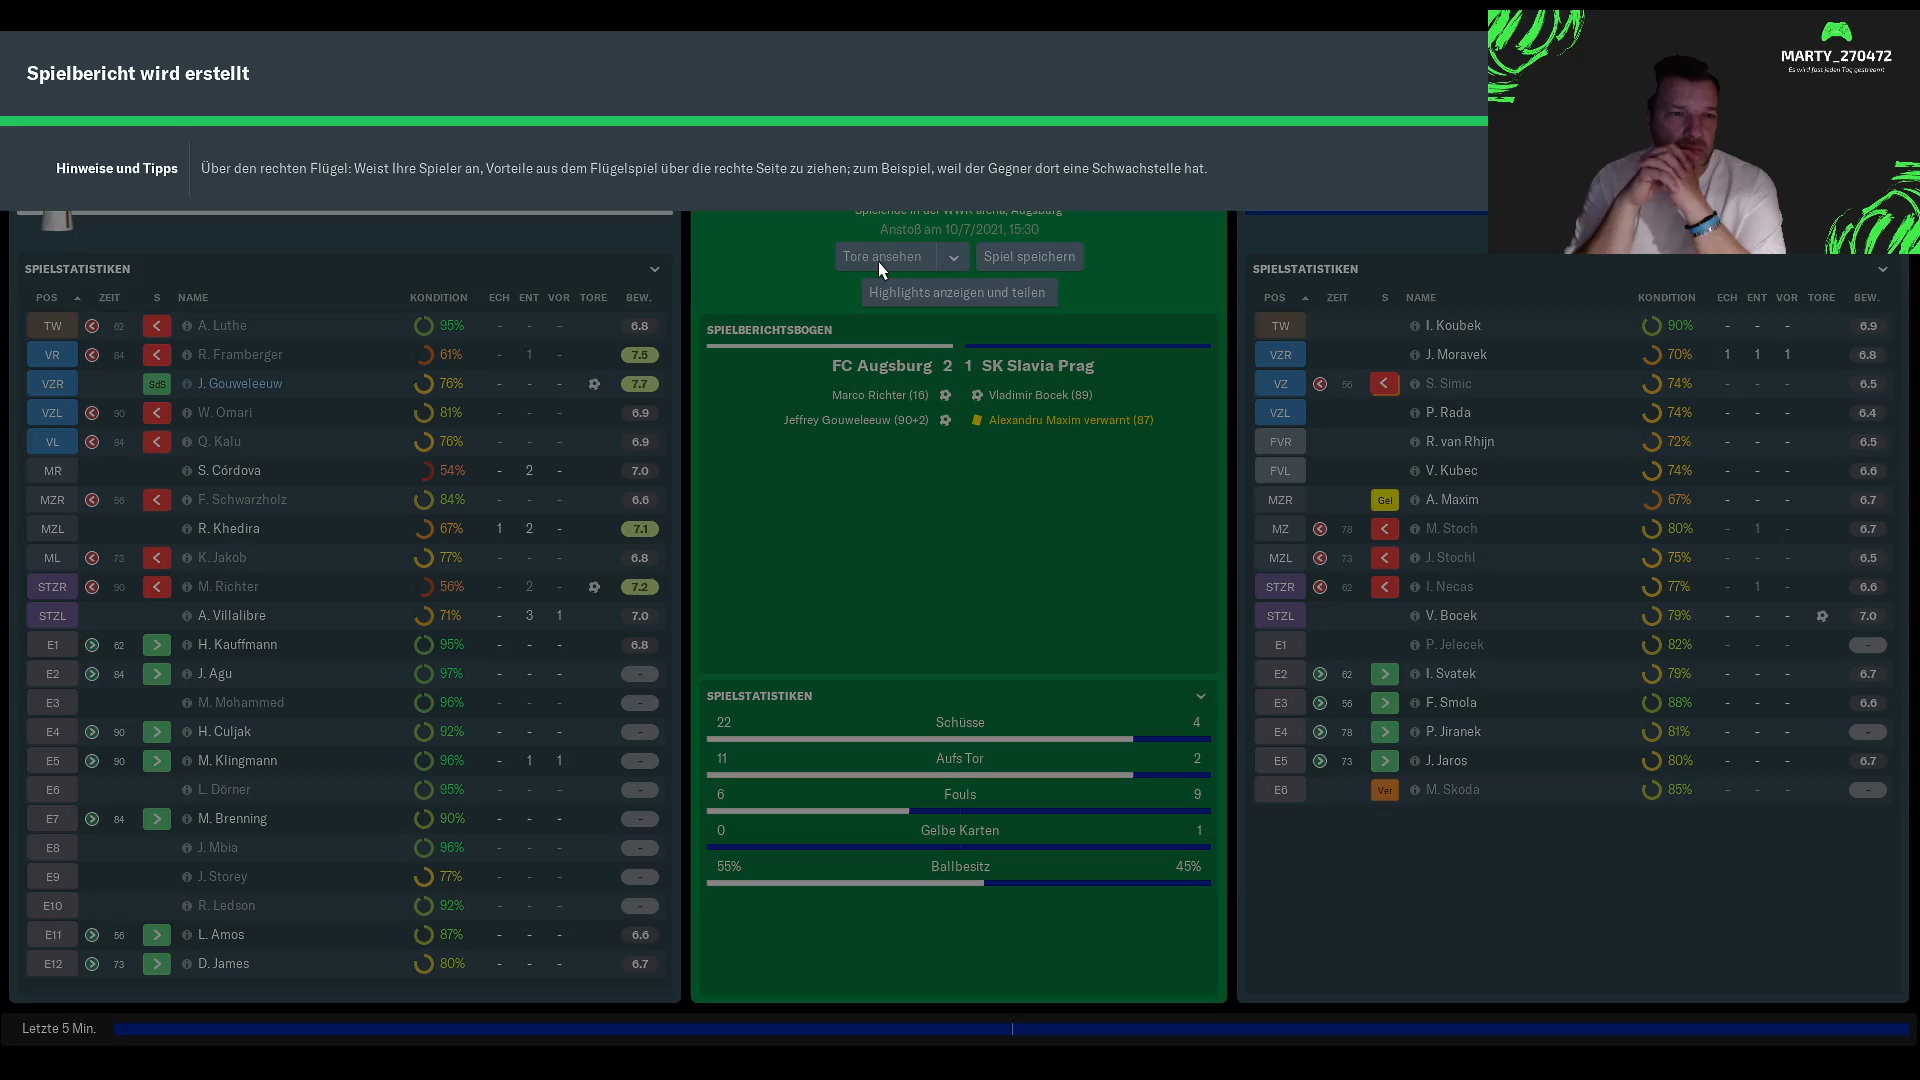 Spielbericht wird erstellt
MARTY_270472
Es wird fast jeden Tag gestreamt
Hinweise und Tipps
Über den rechten Flügel: Weist Ihre Spieler an, Vorteile aus dem Flügelspiel über die rechte Seite zu ziehen; zum Beispiel, weil der Gegner dort eine Schwachstelle hat.
Spielende in der WWK arena, Augsburg
Anstoß am 10/7/2021, 15:30
Tore ansehen
Spiel speichern
Highlights anzeigen und teilen
SPIELSTATISTIKEN
POS ZEIT S NAME KONDITION ECH ENT VOR TORE BEW.
TW 62 A. Luthe 95% - - - 6.8
VR 84 R. Framberger 61% - 1 - 7.5
VZR SdS J. Gouweleeuw 76% - - - 7.7
VZL 90 W. Omari 81% - - - 6.9
VL 84 Q. Kalu 76% - - - 6.9
MR S. Córdova 54% - 2 - 7.0
MZR 56 F. Schwarzholz 84% - - - 6.6
MZL R. Khedira 67% 1 2 - 7.1
ML 73 K. Jakob 77% - - - 6.8
STZR 90 M. Richter 56% - 2 - 7.2
STZL A. Villalibre 71% - 3 1 7.0
E1 62 H. Kauffmann 95% - - - 6.8
E2 84 J. Agu 97% - - - -
E3 M. Mohammed 96% - - - -
E4 90 H. Culjak 92% - - - -
E5 90 M. Klingmann 96% - 1 1 -
E6 L. Dörner 95% - - - -
E7 84 M. Brenning 90% - - - -
E8 J. Mbia 96% - - - -
E9 J. Storey 77% - - - -
E10 R. Ledson 92% - - - -
E11 56 L. Amos 87% - - - 6.6
E12 73 D. James 80% - - - 6.7
SPIELBERICHTSBOGEN
FC Augsburg 2 1 SK Slavia Prag
Marco Richter (16) Vladimir Bocek (89)
Jeffrey Gouweleeuw (90+2) Alexandru Maxim verwarnt (87)
SPIELSTATISTIKEN
22 Schüsse 4
11 Aufs Tor 2
6 Fouls 9
0 Gelbe Karten 1
55% Ballbesitz 45%
SPIELSTATISTIKEN
POS ZEIT S NAME KONDITION ECH ENT VOR TORE BEW.
TW I. Koubek 90% - - - 6.9
VZR J. Moravek 70% 1 1 1 6.8
VZ 56 S. Simic 74% - - - 6.5
VZL P. Rada 74% - - - 6.4
FVR R. van Rhijn 72% - - - 6.5
FVL V. Kubec 74% - - - 6.6
MZR Gel A. Maxim 67% - - - 6.7
MZ 78 M. Stoch 80% - 1 - 6.7
MZL 73 J. Stochl 75% - - - 6.5
STZR 62 I. Necas 77% - 1 - 6.6
STZL V. Bocek 79% - - - 7.0
E1 P. Jelecek 82% - - - -
E2 62 I. Svatek 79% - - - 6.7
E3 56 F. Smola 88% - - - 6.6
E4 78 P. Jiranek 81% - - - -
E5 73 J. Jaros 80% - - - 6.7
E6 Ver M. Skoda 85% - - - -
Letzte 5 Min.